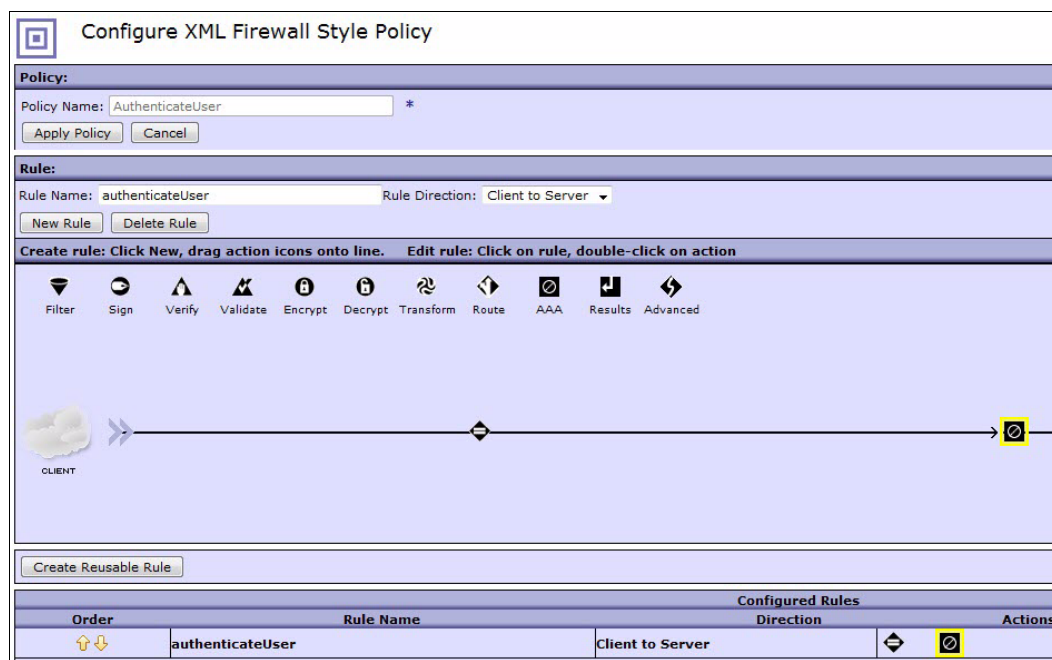 Configure XML Firewall Style Policy
Policy:
Policy Name: AuthenticateUser *
Apply Policy Cancel
Rule:
Rule Name: authenticateUser Rule Direction: Client to Server
New Rule Delete Rule
Create rule: Click New, drag action icons onto line. Edit rule: Click on rule, double-click on action
Filter Sign Verify Validate Encrypt Decrypt Transform Route AAA Results Advanced
CLIENT
Create Reusable Rule
Configured Rules
Order Rule Name Direction Actions
authenticateUser Client to Server